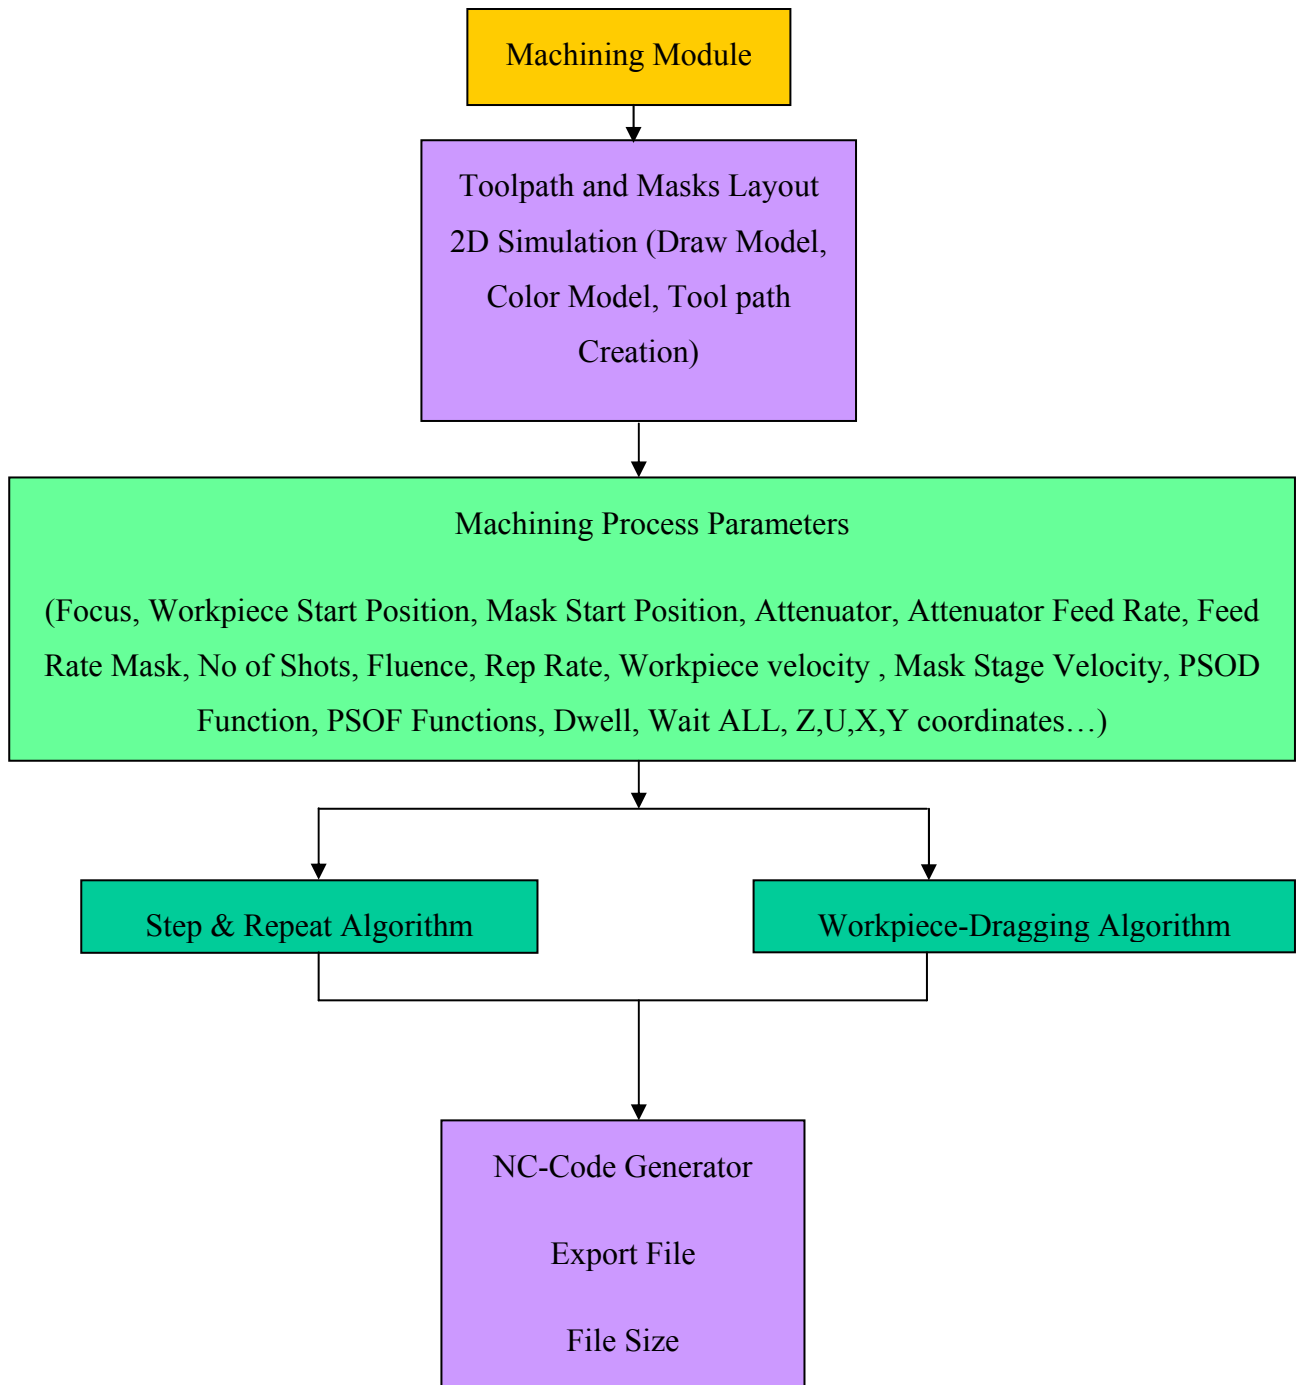 Machining Module
Toolpath and Masks Layout
2D Simulation (Draw Model,
Color Model, Tool path
Creation)
Machining Process Parameters
(Focus, Workpiece Start Position, Mask Start Position, Attenuator, Attenuator Feed Rate, Feed
Rate Mask, No of Shots, Fluence, Rep Rate, Workpiece velocity , Mask Stage Velocity, PSOD
Function, PSOF Functions, Dwell, Wait ALL, Z,U,X,Y coordinates…)
Step & Repeat Algorithm
Workpiece-Dragging Algorithm
NC-Code Generator
Export File
File Size